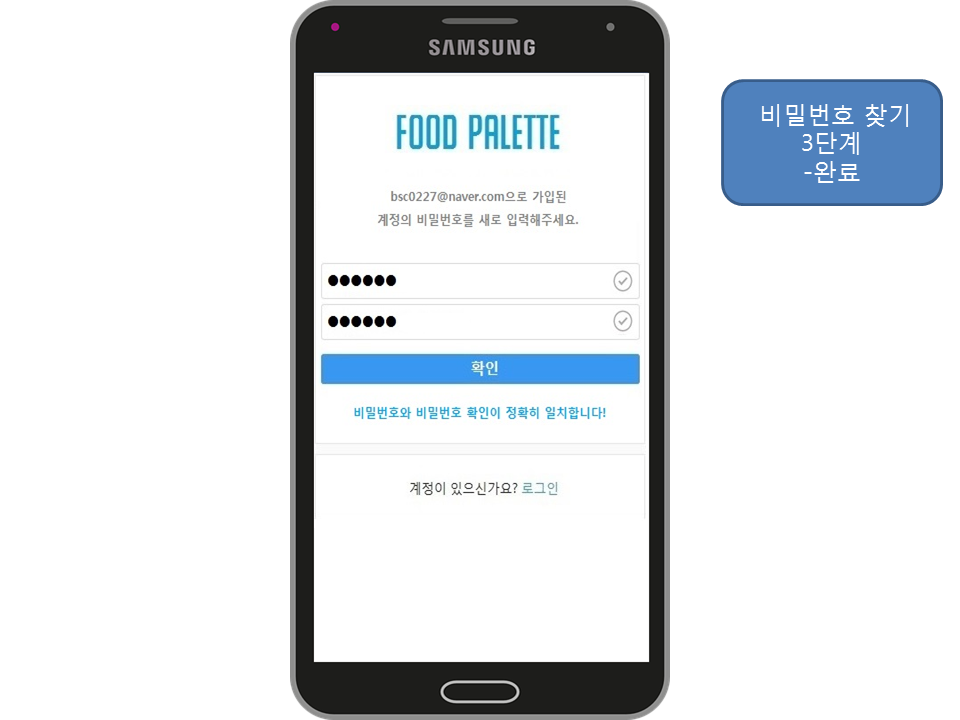 SAMSUNG
FOOD PALETTE
bsc0227@naver.com으로 가입된
계정의 비밀번호를 새로 입력해주세요.
●●●●●●
●●●●●●
확인
비밀번호와 비밀번호 확인이 정확히 일치합니다!
계정이 있으신가요? 로그인
비밀번호 찾기
3단계
-완료